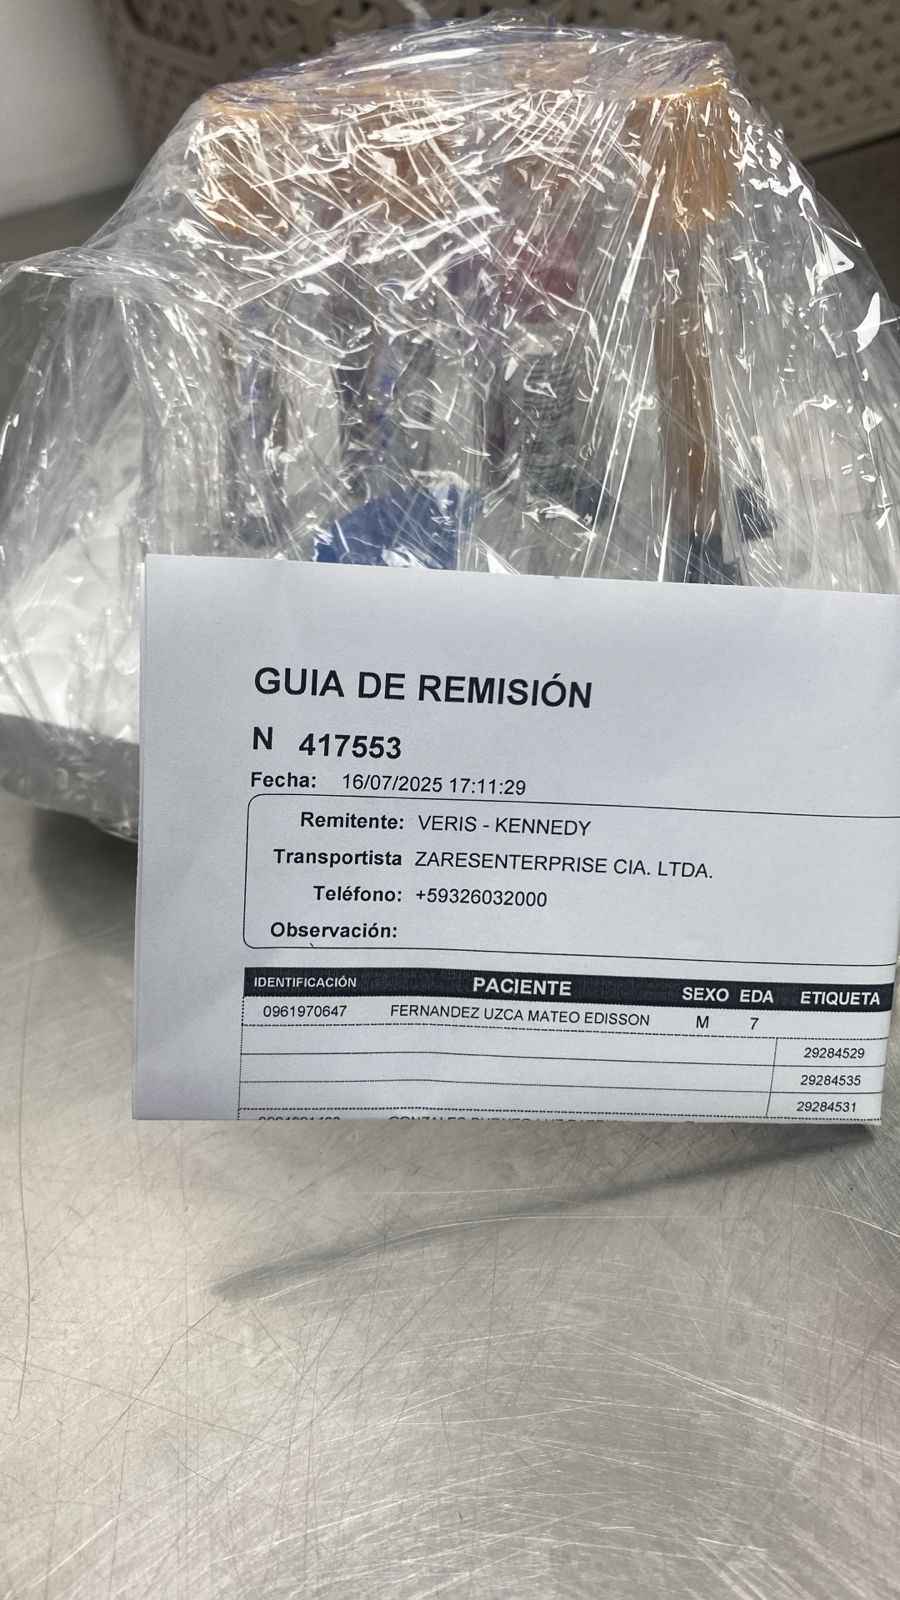 GUIA DE REMISIÓN
N 417553
Fecha: 16/07/2025 17:11:29
Remitente: VERIS - KENNEDY
Transportista ZARESENTERPRISE CIA. LTDA.
Teléfono: +59326032000
Observación:
IDENTIFICACIÓN PACIENTE SEXO EDA ETIQUETA
0961970647 FERNANDEZ UZCA MATEO EDISSON M 7
29284529
29284535
29284531